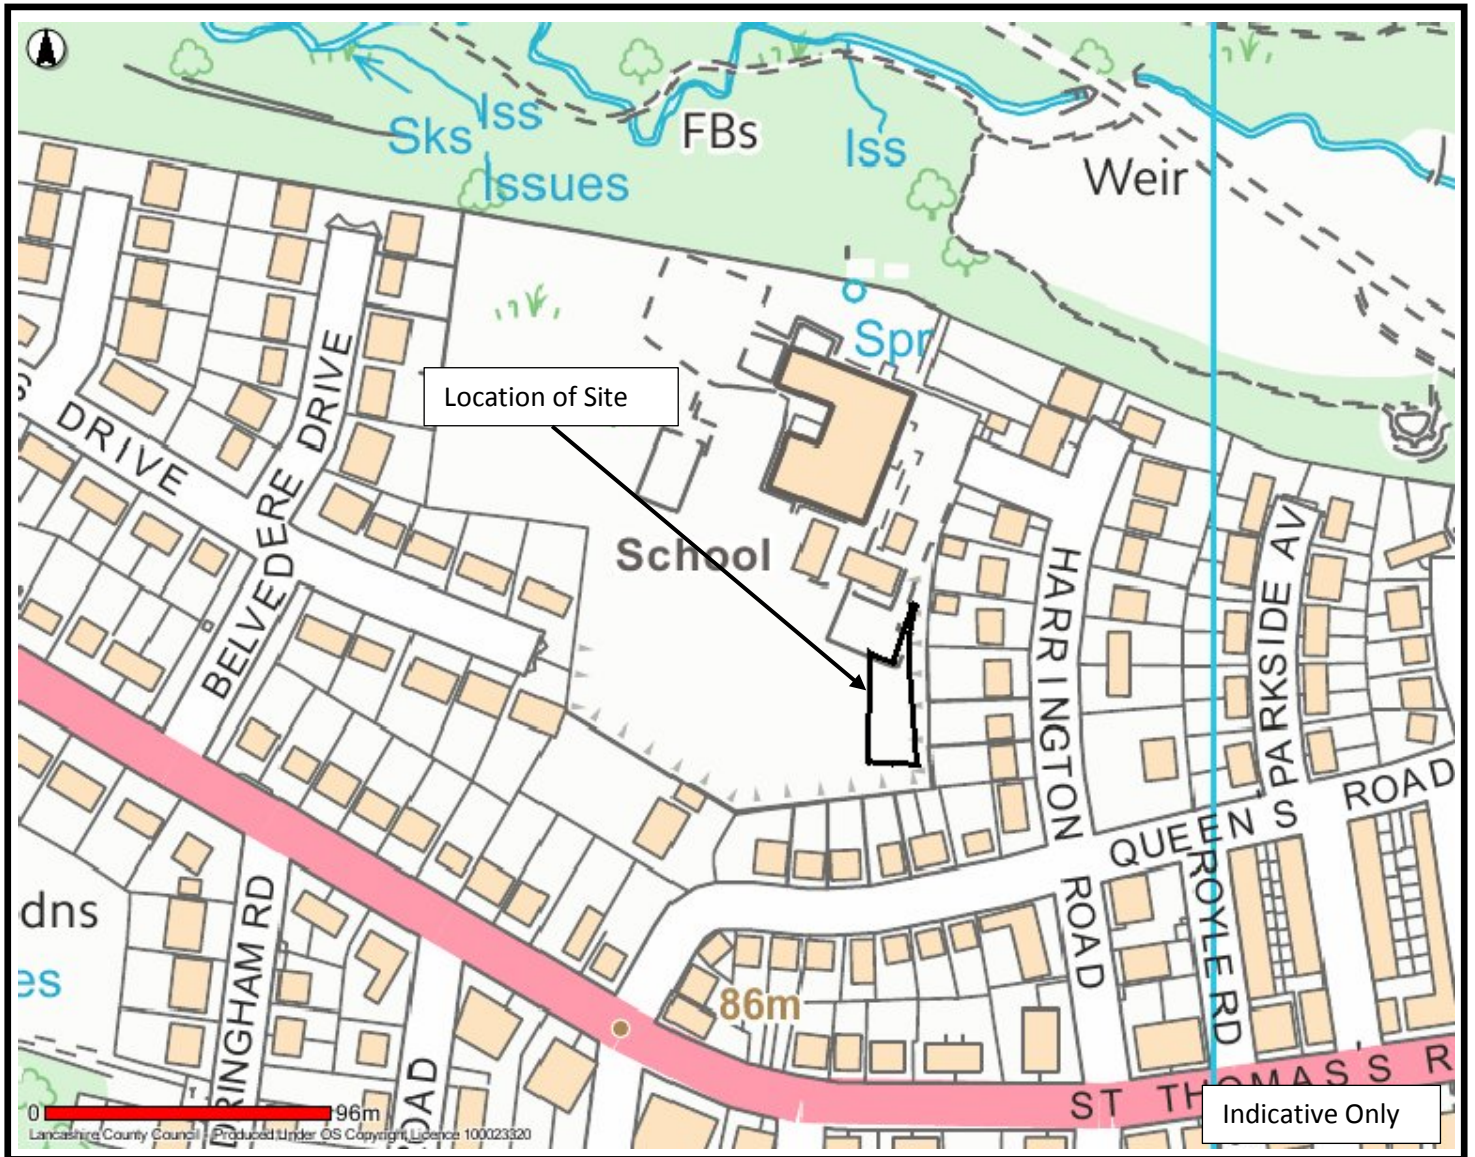 Iss
Sks
FBs
Iss
Issues
Weir
Spr
DRIVE
BELVEDERE DRIVE
Location of Site
School
HARRINGTON
ROAD
PARKSIDE AV
QUEEN'S ROAD
ROYLE RD
dns
es
DRINGHAM RD
OAD
86m
ST THOMAS'S R
0
96m
Lancashire County Council - Produced Under OS Copyright Licence 100023320
Indicative Only